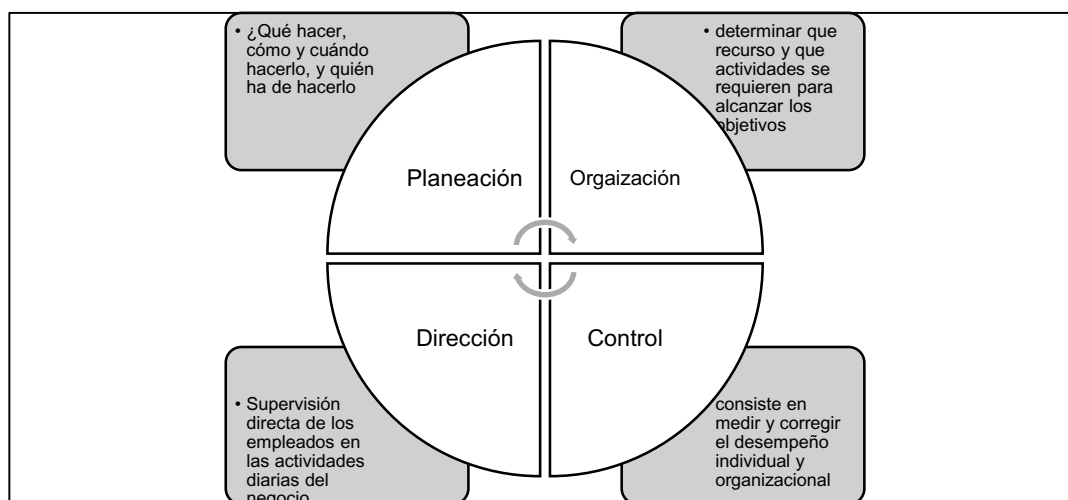 • ¿Qué hacer,
cómo y cuándo
hacerlo, y quién
ha de hacerlo
• determinar que
recurso y que
actividades se
requieren para
alcanzar los
objetivos
Planeación
Orgaización
Dirección
Control
• Supervisión
directa de los
empleados en
las actividades
diarias del
negocio
consiste en
medir y corregir
el desempeño
individual y
organizacional